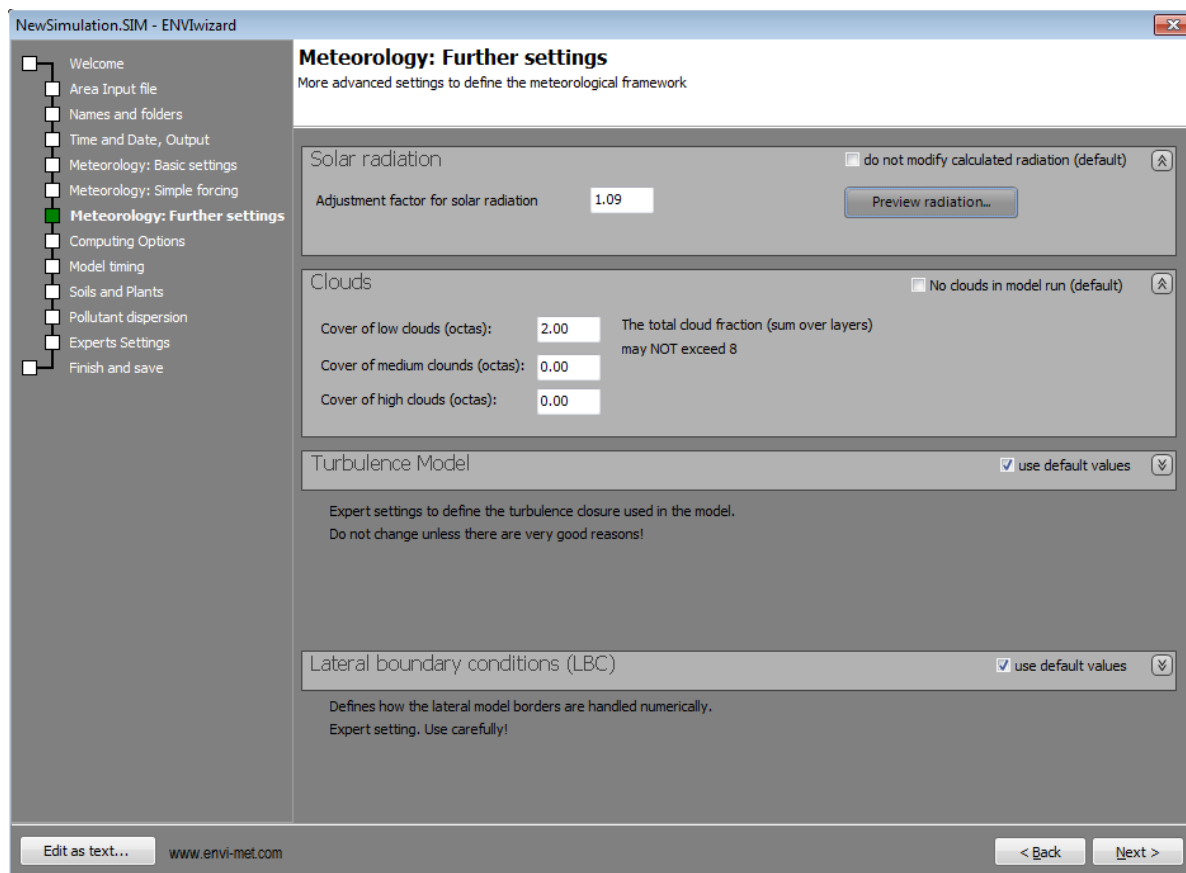 NewSimulation.SIM - ENVIwizard
Welcome
Area Input file
Names and folders
Time and Date, Output
Meteorology: Basic settings
Meteorology: Simple forcing
Meteorology: Further settings
Computing Options
Model timing
Soils and Plants
Pollutant dispersion
Experts Settings
Finish and save
Meteorology: Further settings
More advanced settings to define the meteorological framework
Solar radiation
do not modify calculated radiation (default)
Adjustment factor for solar radiation
1.09
Preview radiation...
Clouds
No clouds in model run (default)
Cover of low clouds (octas):
2.00
The total cloud fraction (sum over layers)
may NOT exceed 8
Cover of medium clounds (octas):
0.00
Cover of high clouds (octas):
0.00
Turbulence Model
use default values
Expert settings to define the turbulence closure used in the model.
Do not change unless there are very good reasons!
Lateral boundary conditions (LBC)
use default values
Defines how the lateral model borders are handled numerically.
Expert setting. Use carefully!
Edit as text...
www.envi-met.com
< Back
Next >